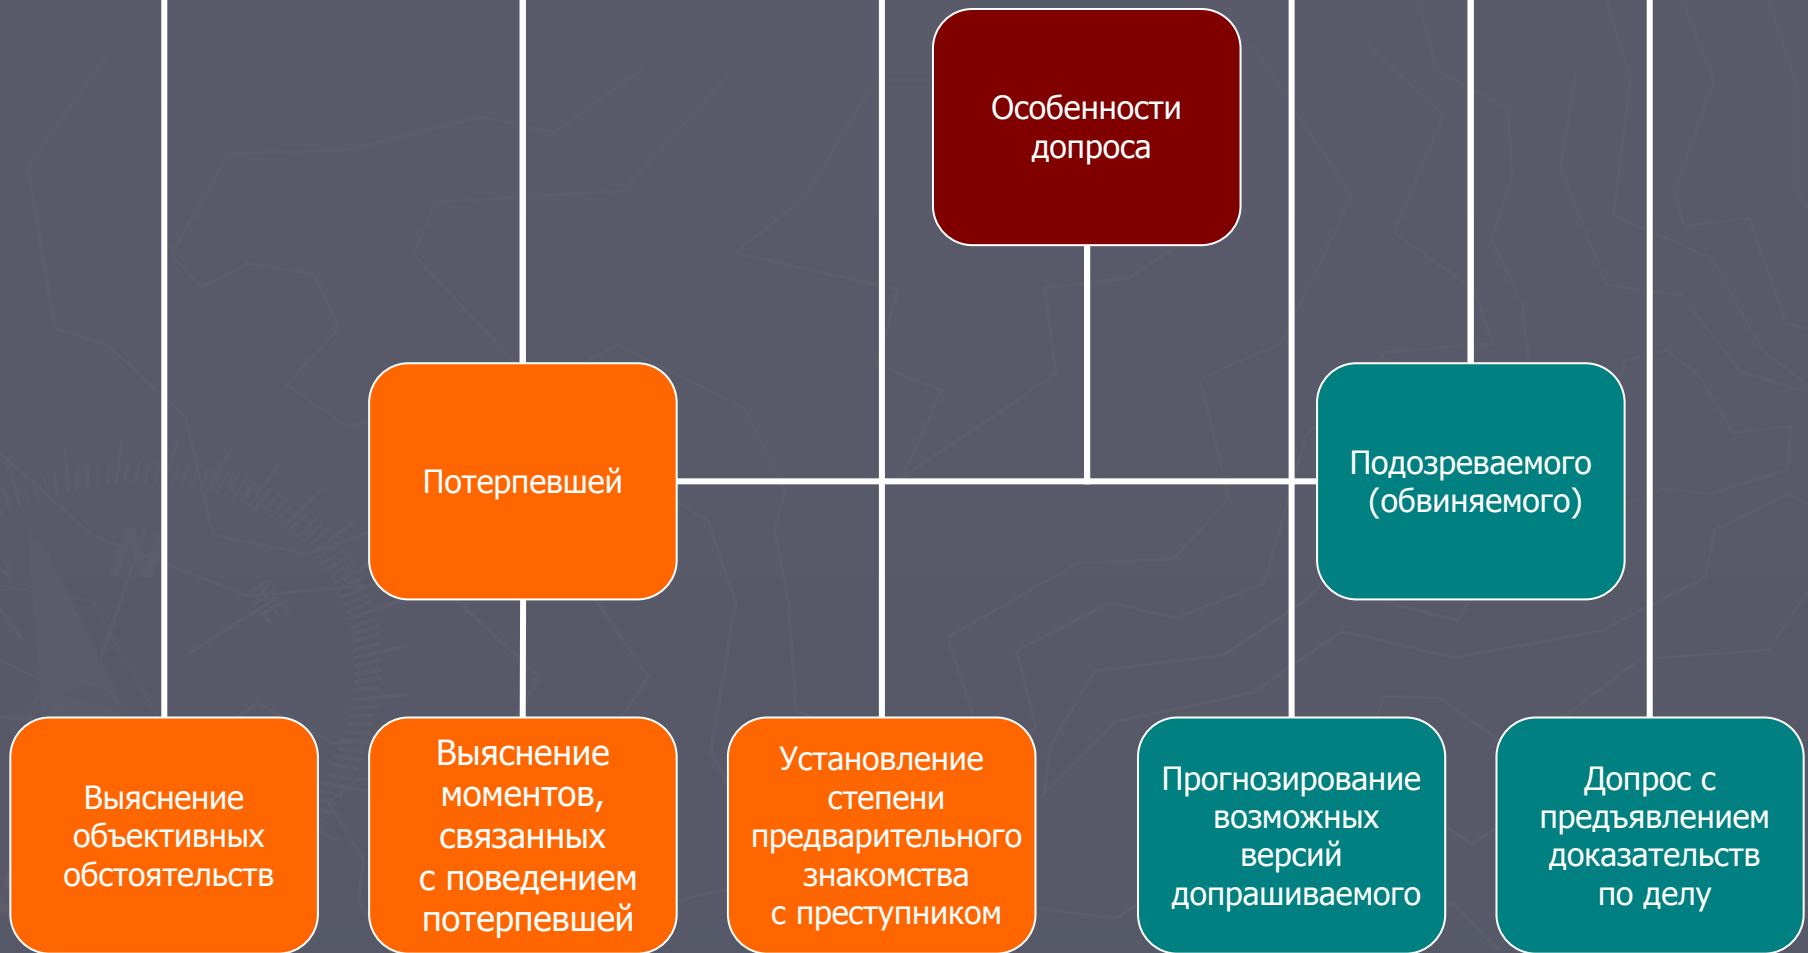 Особенности
допроса
Потерпевшей
Подозреваемого
(обвиняемого)
Выяснение
объективных
обстоятельств
Выяснение
моментов,
связанных
с поведением
потерпевшей
Установление
степени
предварительного
знакомства
с преступником
Прогнозирование
возможных
версий
допрашиваемого
Допрос с
предъявлением
доказательств
по делу